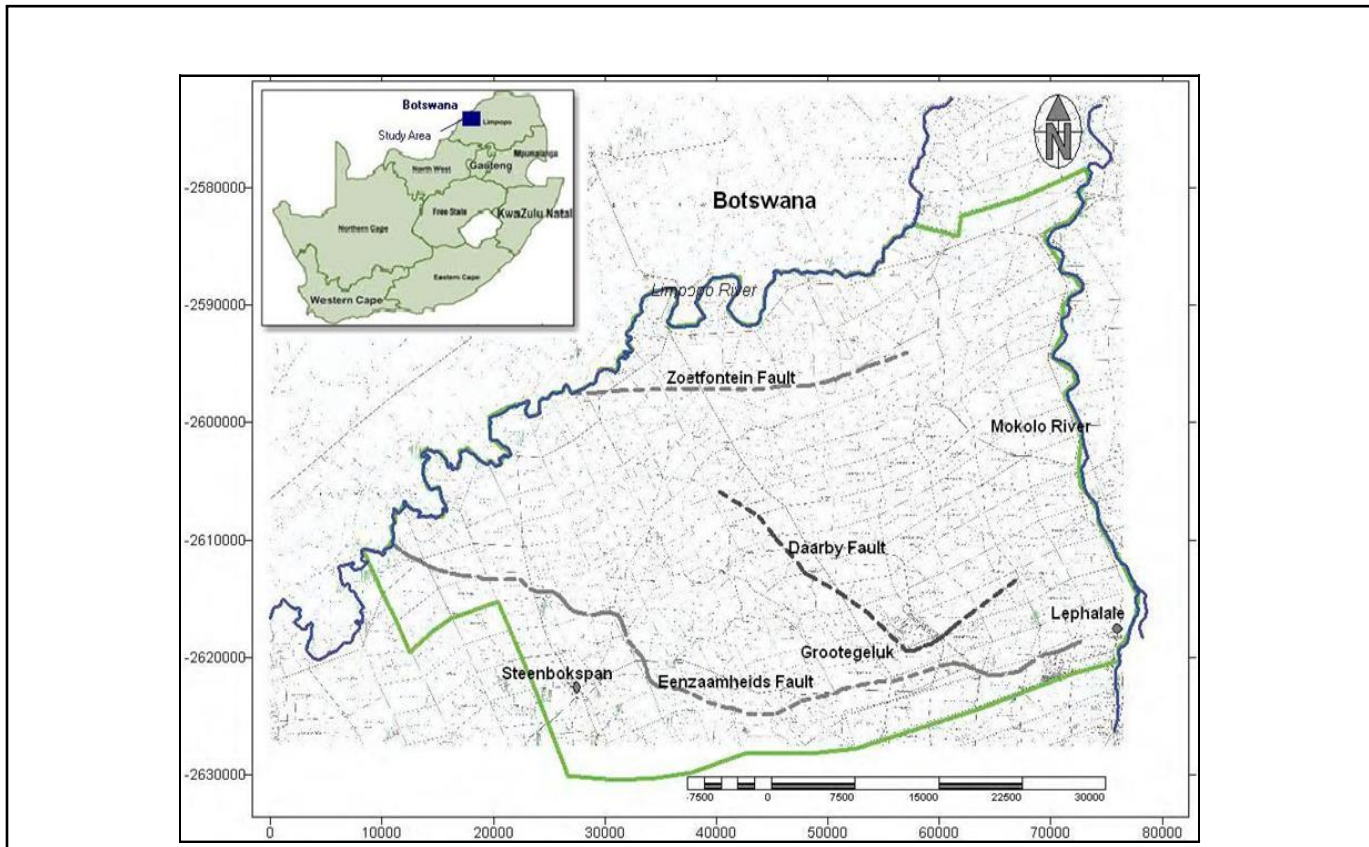 Botswana
Study Area
Limpopo
Mpumalanga
North West
Gauteng
Free State
KwaZulu Natal
Northern Cape
Eastern Cape
Western Cape
N
Botswana
Limpopo River
Zoetfontein Fault
Mokolo River
Daarby Fault
Lephalale
Grootegeluk
Steenbokspan
Eenzaamheids Fault
-2580000
-2590000
-2600000
-2610000
-2620000
-2630000
-7500 0 7500 15000 22500 30000
0 10000 20000 30000 40000 50000 60000 70000 80000